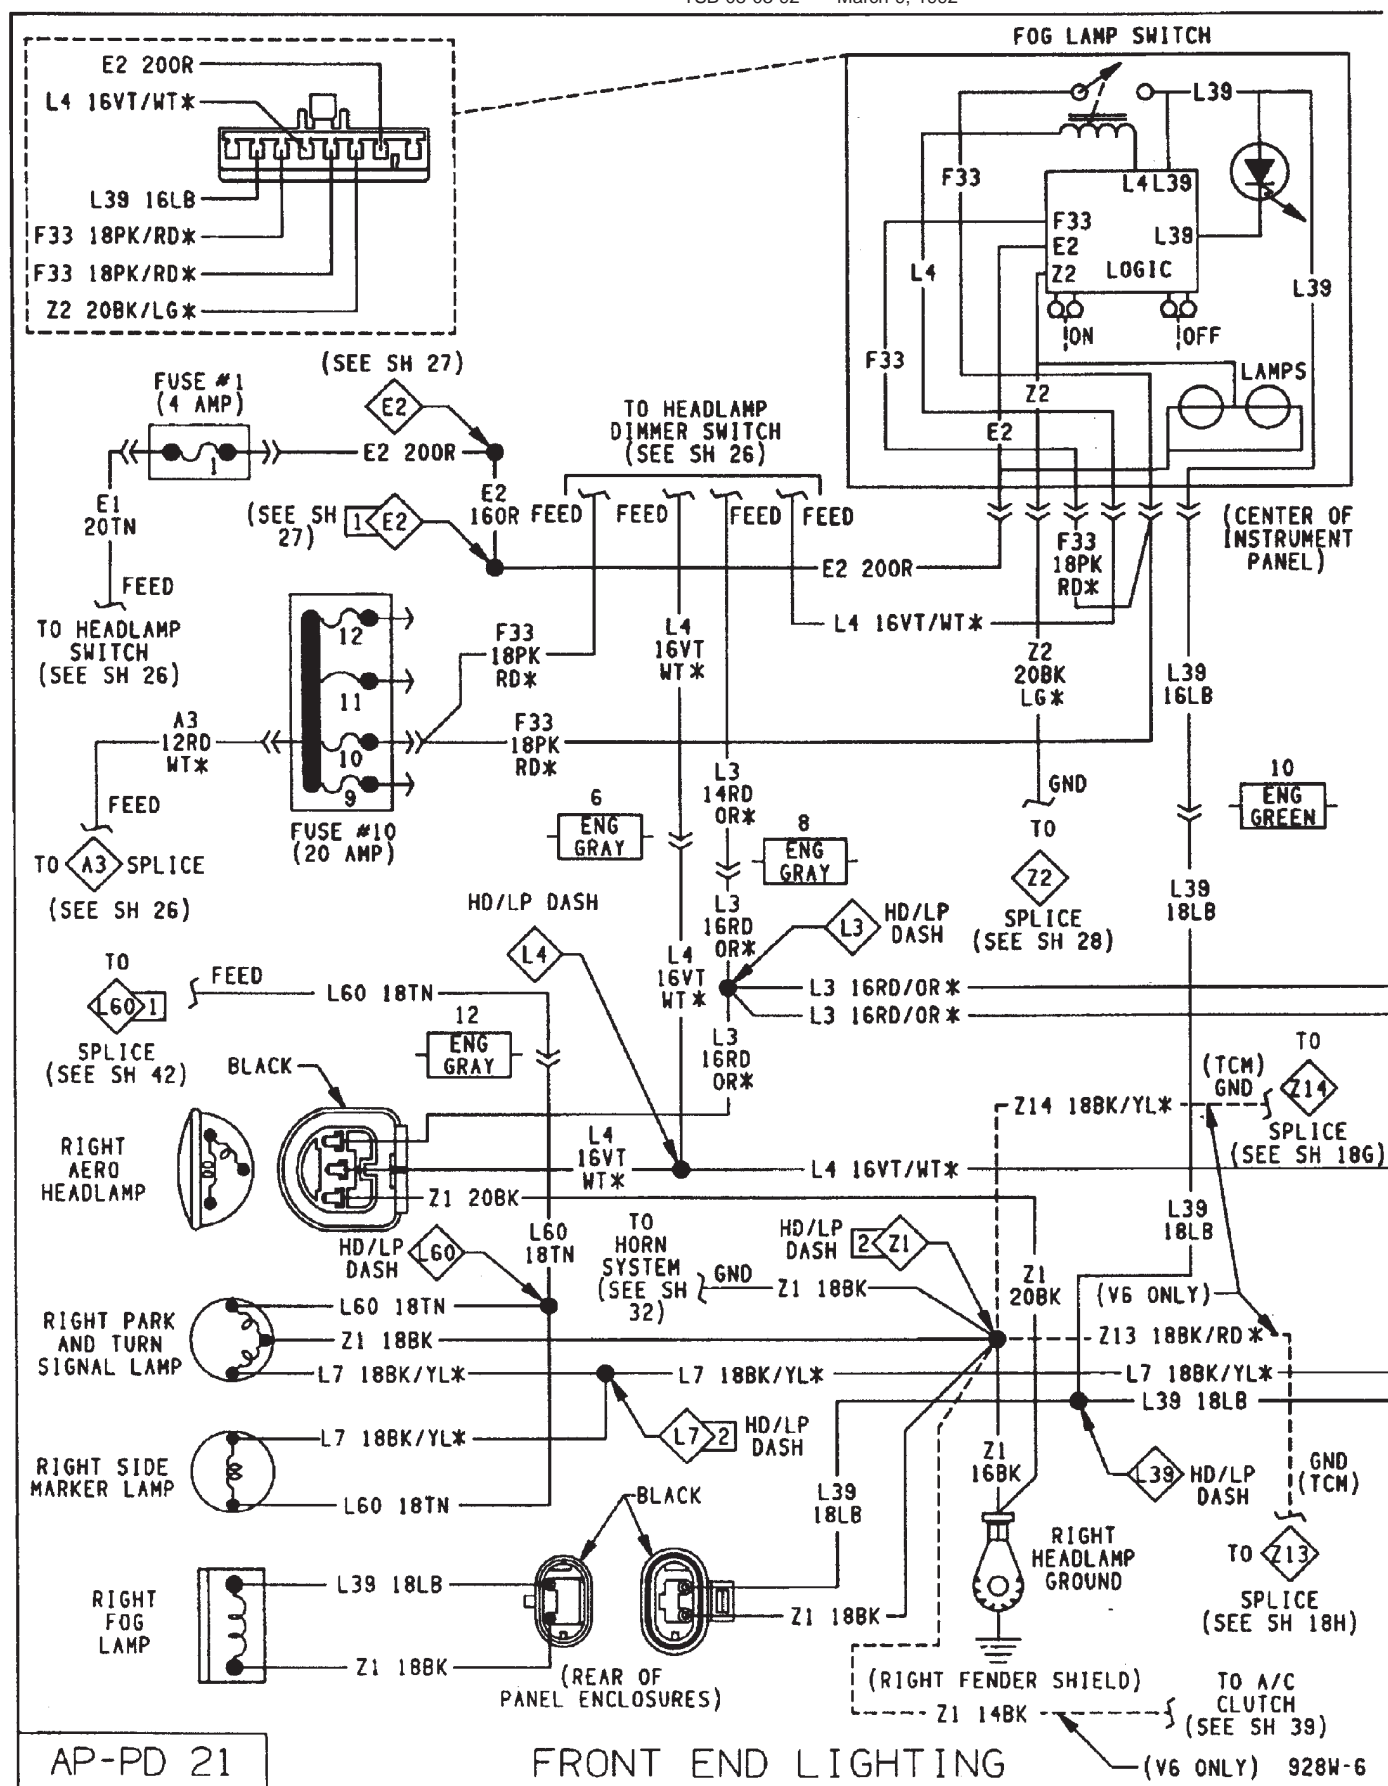 FOG LAMP SWITCH
E2 200R
L4 16VT/WT*
L39 16LB
F33 18PK/RD*
F33 18PK/RD*
Z2 20BK/LG*
L39
F33
L4 L39
F33
E2
Z2
L39
LOGIC
L4
L39
ON
OFF
F33
Z2
LAMPS
E2
(SEE SH 27)
FUSE #1
(4 AMP)
E2
1
E2 200R
E1
20TN
FEED
TO HEADLAMP
SWITCH
(SEE SH 26)
(SEE SH
27)
1
E2
E2
160R
TO HEADLAMP
DIMMER SWITCH
(SEE SH 26)
FEED
FEED
FEED
FEED
E2 200R
F33
18PK
RD*
(CENTER OF
INSTRUMENT
PANEL)
L4 16VT/WT*
12
11
10
9
FUSE #10
(20 AMP)
F33
18PK
RD*
F33
18PK
RD*
L4
16VT
WT*
Z2
20BK
LG*
L39
16LB
A3
12RD
WT*
FEED
TO
A3
SPLICE
(SEE SH 26)
L3
14RD
OR*
GND
TO
Z2
SPLICE
(SEE SH 28)
6
ENG
GRAY
8
ENG
GRAY
10
ENG
GREEN
HD/LP DASH
L4
L3
16RD
OR*
L3
HD/LP
DASH
L39
18LB
L4
16VT
WT*
TO
L60
1
SPLICE
(SEE SH 42)
FEED
L60 18TN
12
ENG
GRAY
L3 16RD/OR*
L3 16RD/OR*
L3
16RD
OR*
BLACK
RIGHT
AERO
HEADLAMP
L4
16VT
WT*
L4 16VT/WT*
Z1 20BK
Z14 18BK/YL*
(TCM)
GND
TO
Z14
SPLICE
(SEE SH 18G)
L39
18LB
HD/LP
DASH
L60
L60
18TN
TO
HORN
SYSTEM
(SEE SH
32)
GND
Z1 18BK
HD/LP
DASH
2
Z1
Z1
20BK
(V6 ONLY)
RIGHT PARK
AND TURN
SIGNAL LAMP
L60 18TN
Z1 18BK
L7 18BK/YL*
L7 18BK/YL*
Z13 18BK/RD*
L7 18BK/YL*
L39 18LB
L7
2
HD/LP
DASH
RIGHT SIDE
MARKER LAMP
L7 18BK/YL*
L60 18TN
Z1
16BK
L39
HD/LP
DASH
GND
(TCM)
TO
Z13
SPLICE
(SEE SH 18H)
BLACK
L39
18LB
RIGHT
HEADLAMP
GROUND
RIGHT
FOG
LAMP
L39 18LB
Z1 18BK
Z1 18BK
(REAR OF
PANEL ENCLOSURES)
(RIGHT FENDER SHIELD)
Z1 14BK
TO A/C
CLUTCH
(SEE SH 39)
(V6 ONLY)
928W-6
AP-PD 21
FRONT END LIGHTING